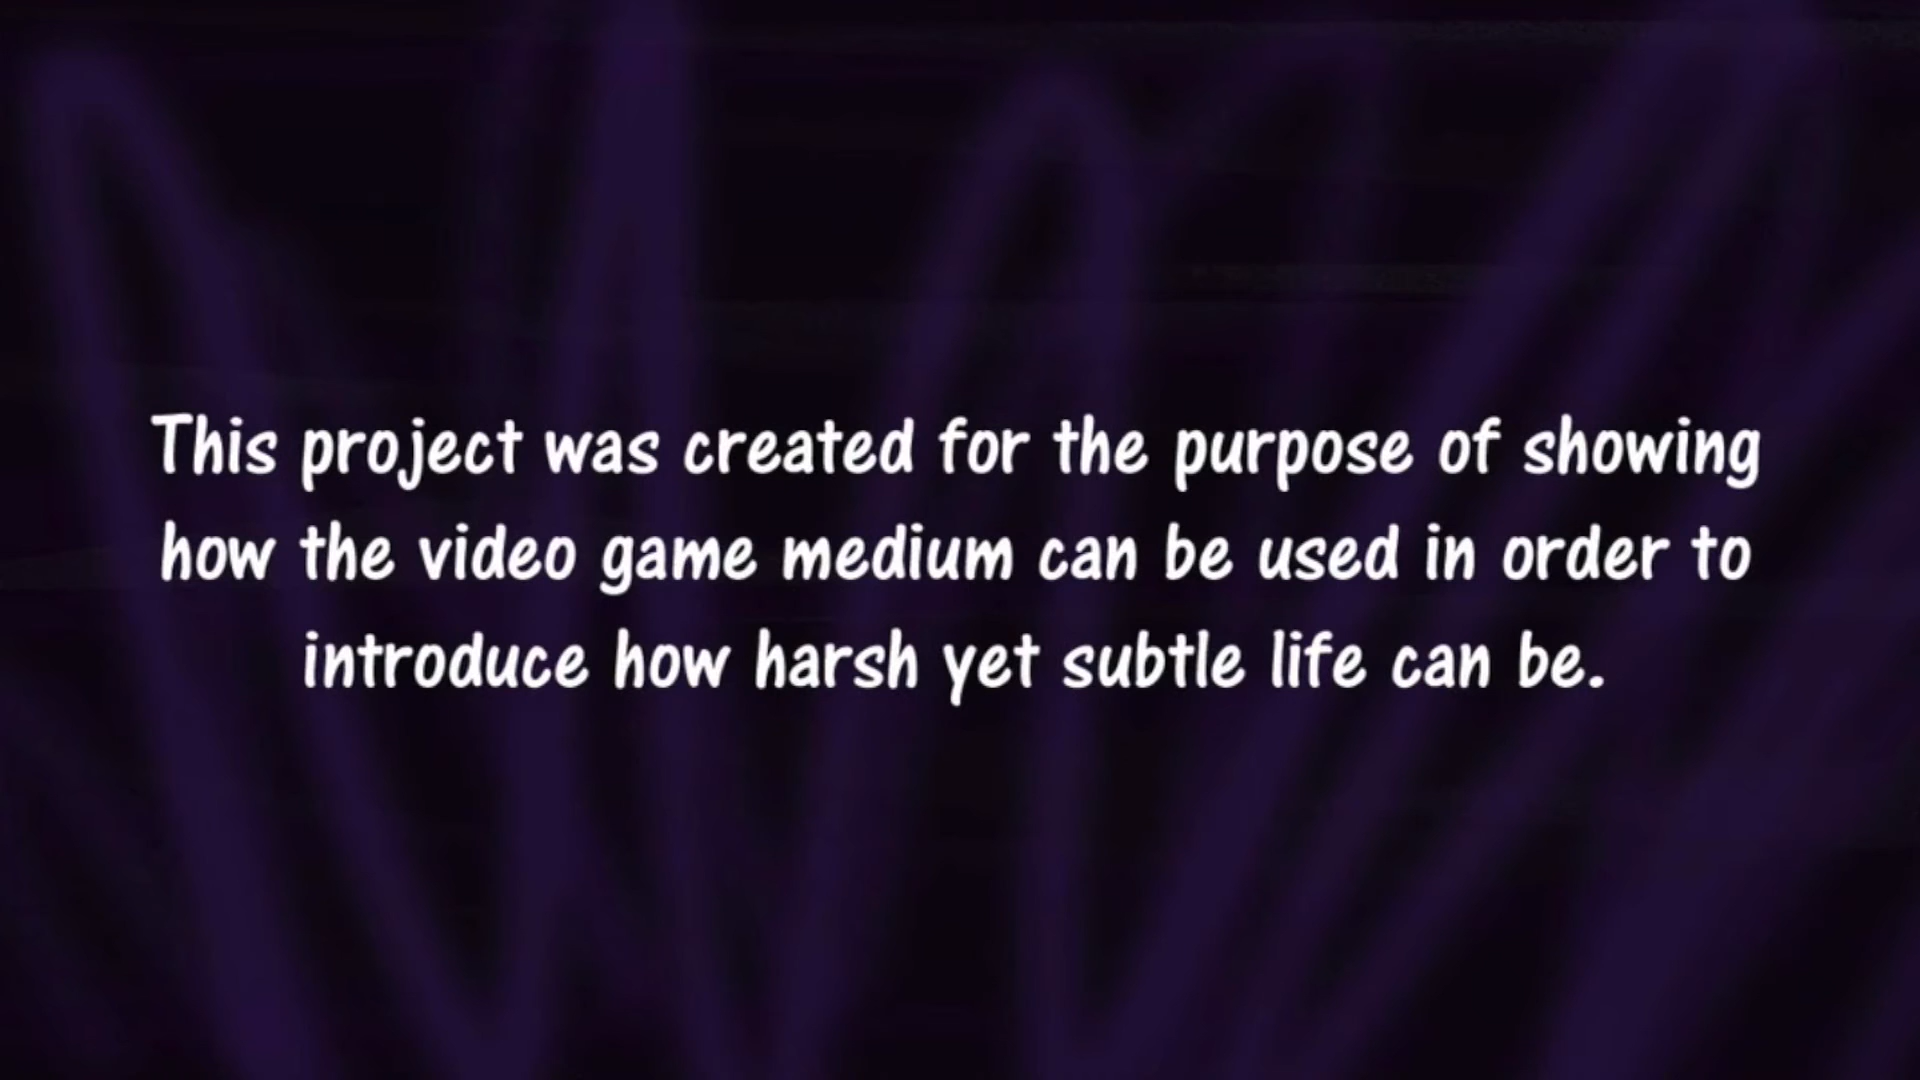 This project was created for the purpose of showing
how the video game medium can be used in order to
introduce how harsh yet subtle life can be.